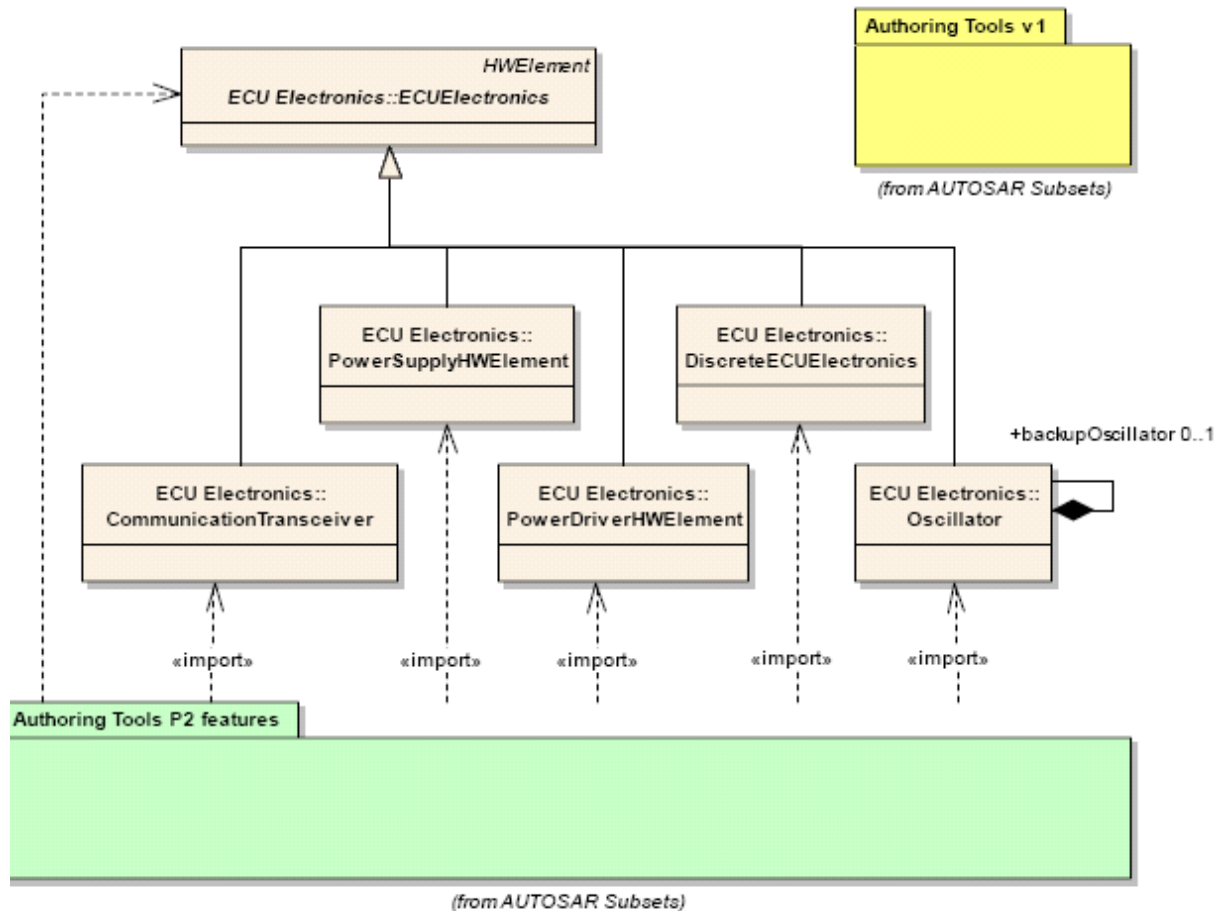 Authoring Tools v1
HWElement
ECU Electronics::ECUElectronics
(from AUTOSAR Subsets)
ECU Electronics::
PowerSupplyHWElement
ECU Electronics::
DiscreteECUElectronics
+backupOscillator 0..1
ECU Electronics::
CommunicationTransceiver
ECU Electronics::
PowerDriverHWElement
ECU Electronics::
Oscillator
«import»
«import»
«import»
«import»
«import»
Authoring Tools P2 features
(from AUTOSAR Subsets)